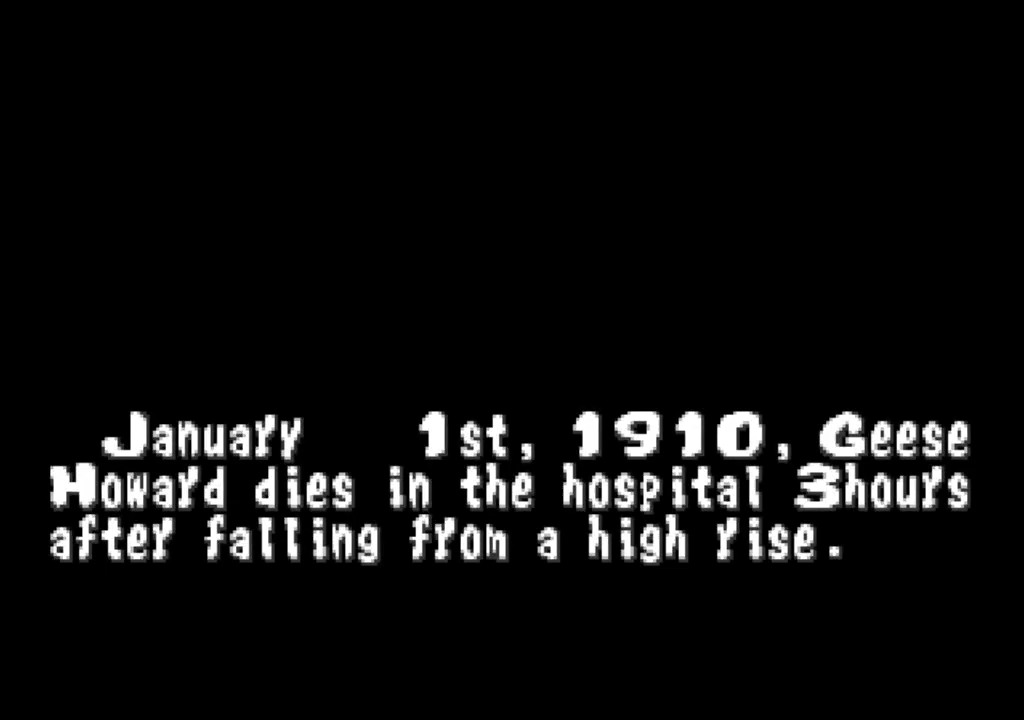 January 1st, 1910, Geese
Howard dies in the hospital 3hours
after falling from a high rise.